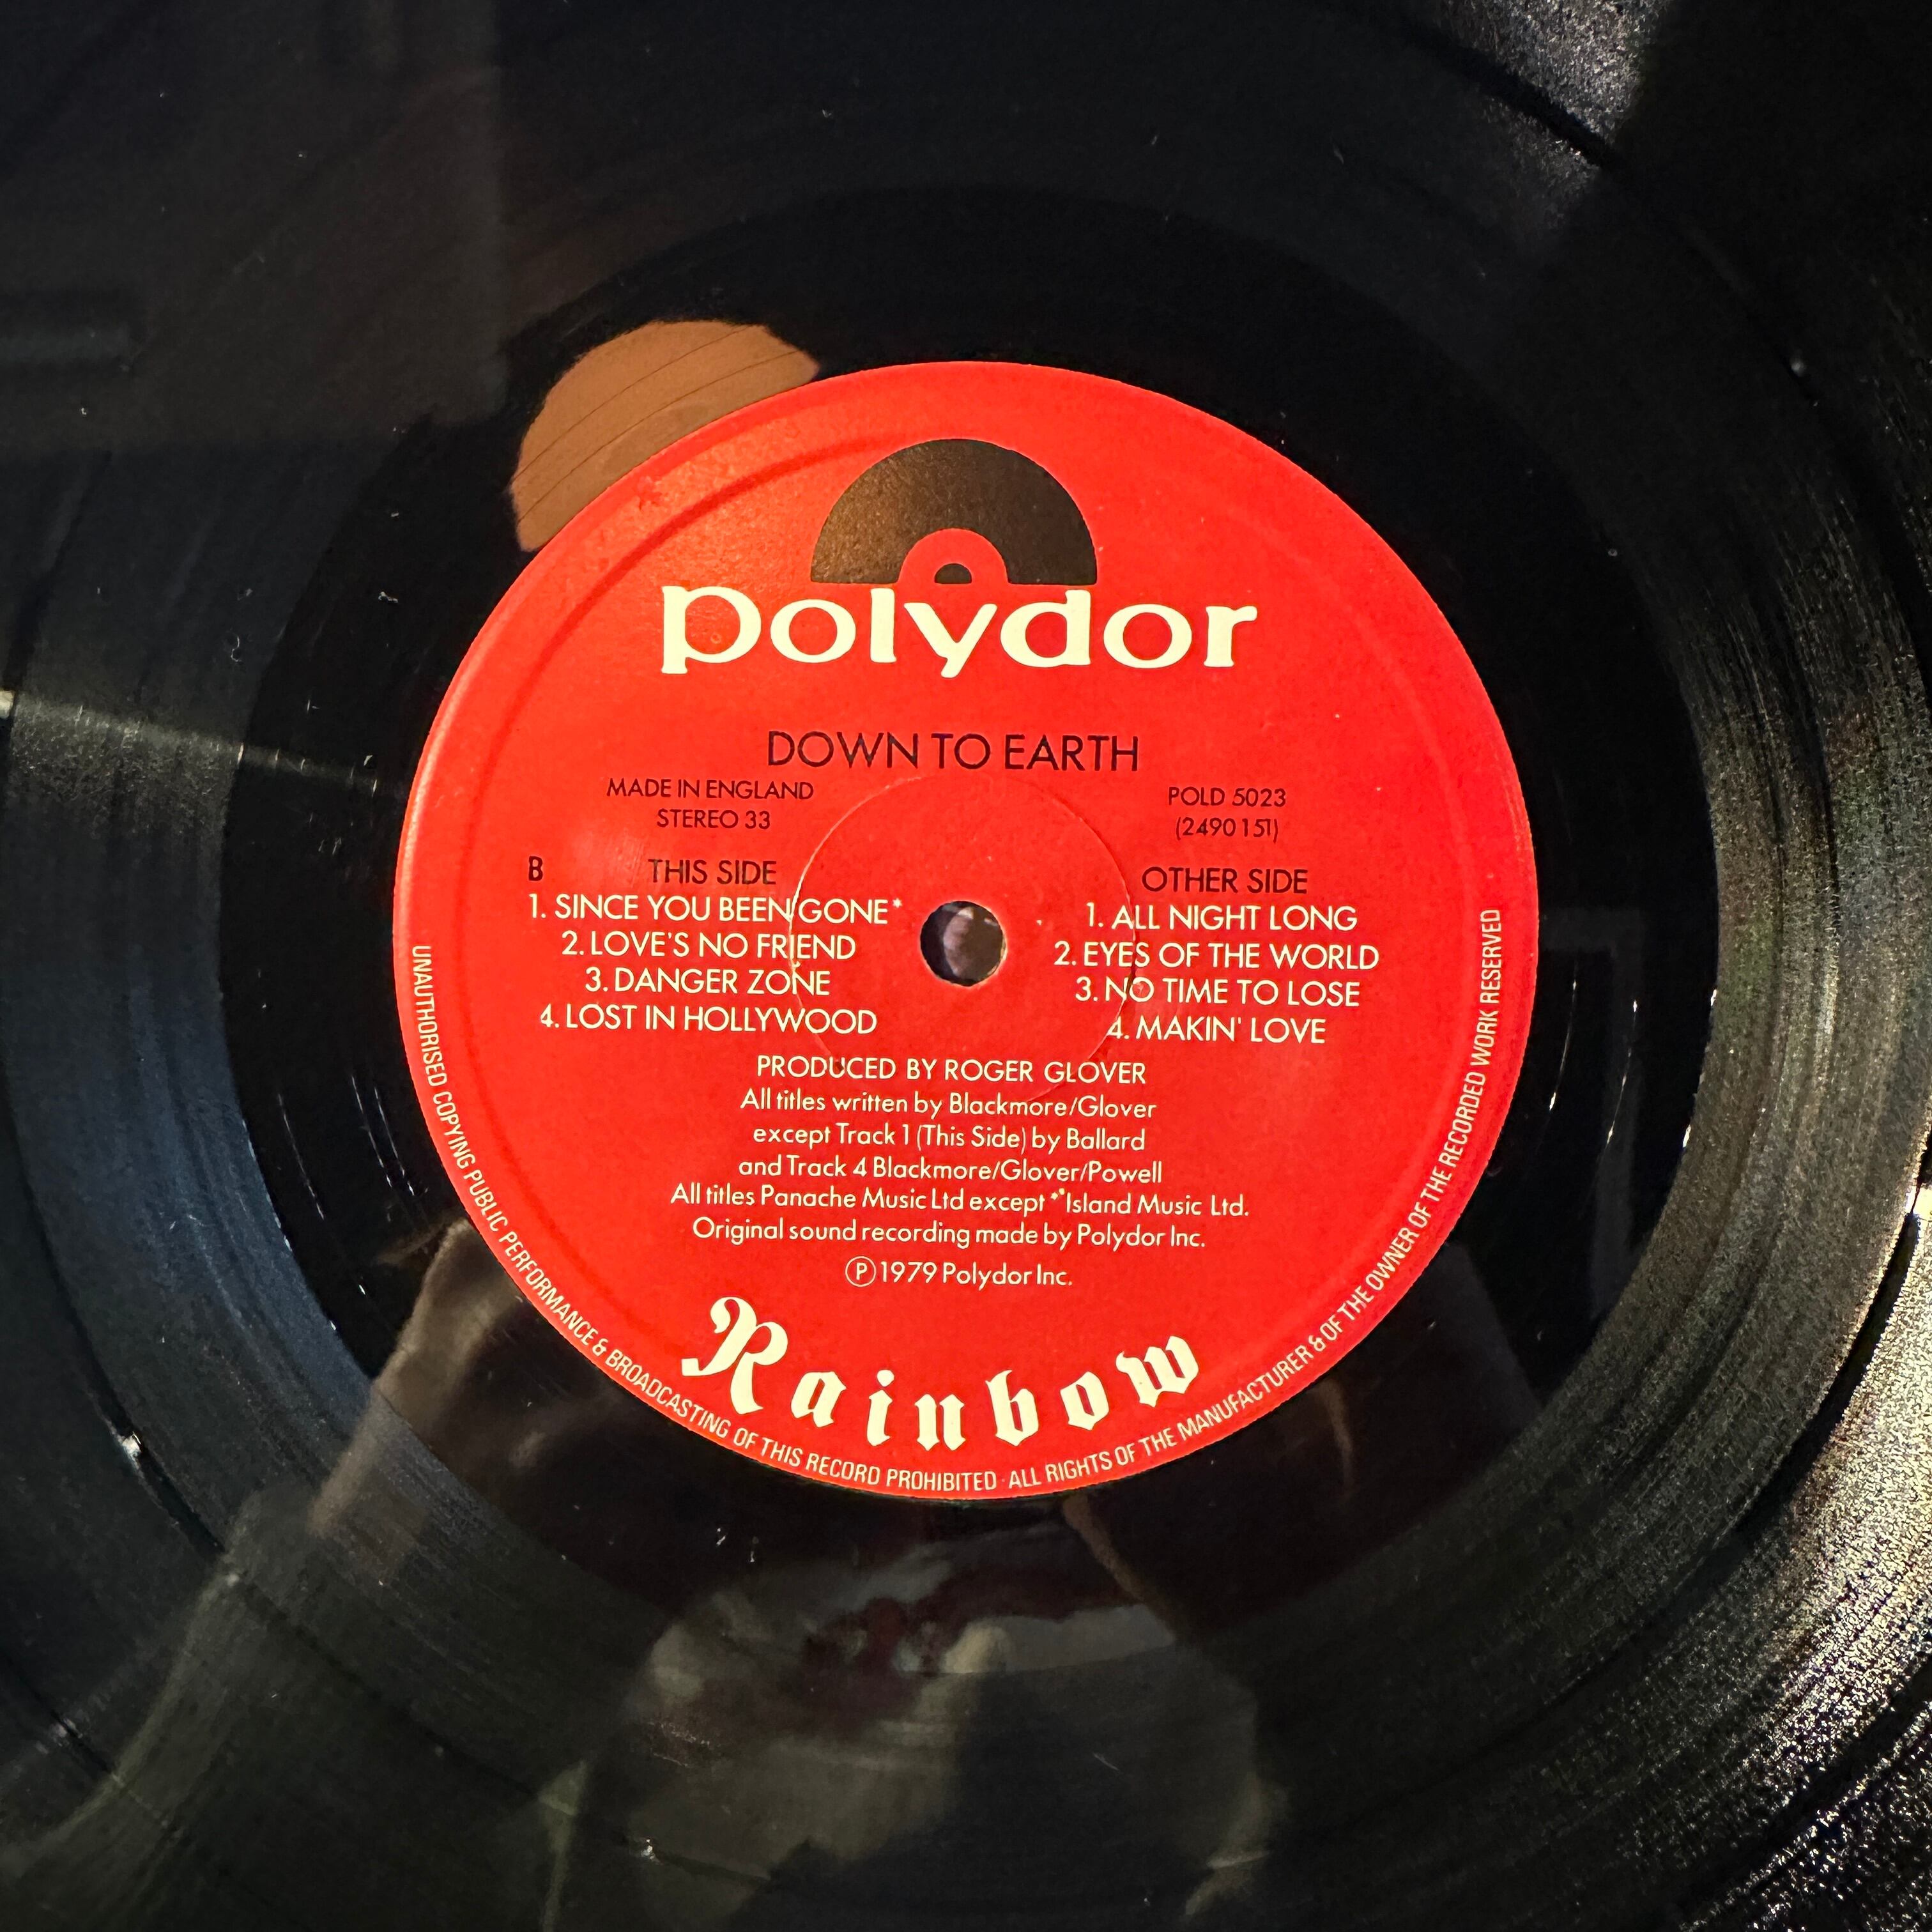 polydor
DOWN TO EARTH
MADE IN ENGLAND
STEREO 33
POLD 5023
(2490 151)
B THIS SIDE
1. SINCE YOU BEEN GONE*
2. LOVE'S NO FRIEND
3. DANGER ZONE
4. LOST IN HOLLYWOOD
OTHER SIDE
1. ALL NIGHT LONG
2. EYES OF THE WORLD
3. NO TIME TO LOSE
4. MAKIN' LOVE
PRODUCED BY ROGER GLOVER
All titles written by Blackmore/Glover
except Track 1 (This Side) by Ballard
and Track 4 Blackmore/Glover/Powell
All titles Panache Music Ltd except * Island Music Ltd.
Original sound recording made by Polydor Inc.
Ⓟ 1979 Polydor Inc.
Rainbow
UNAUTHORISED COPYING PUBLIC PERFORMANCE & BROADCASTING OF THIS RECORD PROHIBITED · ALL RIGHTS OF THE MANUFACTURER & OF THE OWNER OF THE RECORDED WORK RESERVED